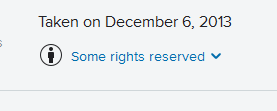 Taken on December 6, 2013
Some rights reserved